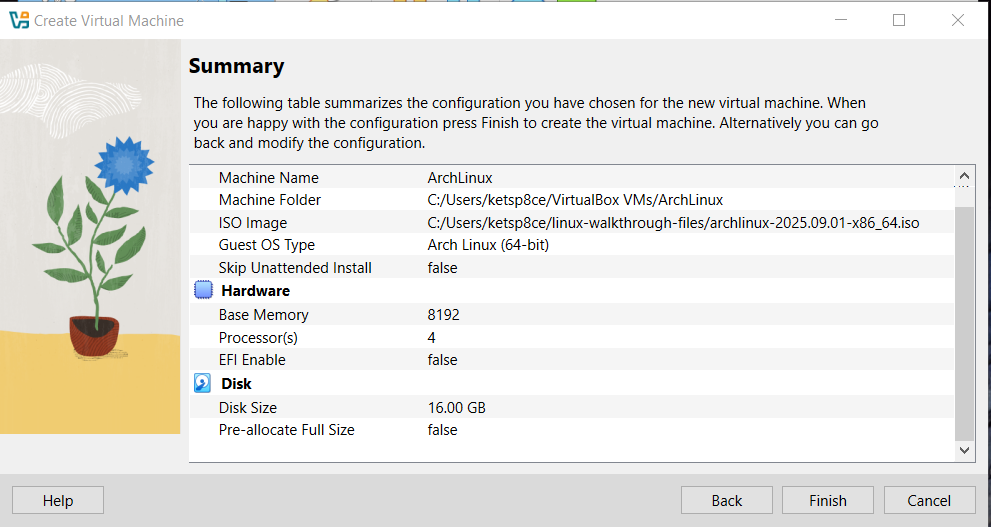 Create Virtual Machine
Summary
The following table summarizes the configuration you have chosen for the new virtual machine. When
you are happy with the configuration press Finish to create the virtual machine. Alternatively you can go
back and modify the configuration.
Machine Name ArchLinux
Machine Folder C:/Users/ketsp8ce/VirtualBox VMs/ArchLinux
ISO Image C:/Users/ketsp8ce/linux-walkthrough-files/archlinux-2025.09.01-x86_64.iso
Guest OS Type Arch Linux (64-bit)
Skip Unattended Install false
Hardware
Base Memory 8192
Processor(s) 4
EFI Enable false
Disk
Disk Size 16.00 GB
Pre-allocate Full Size false
Help Back Finish Cancel